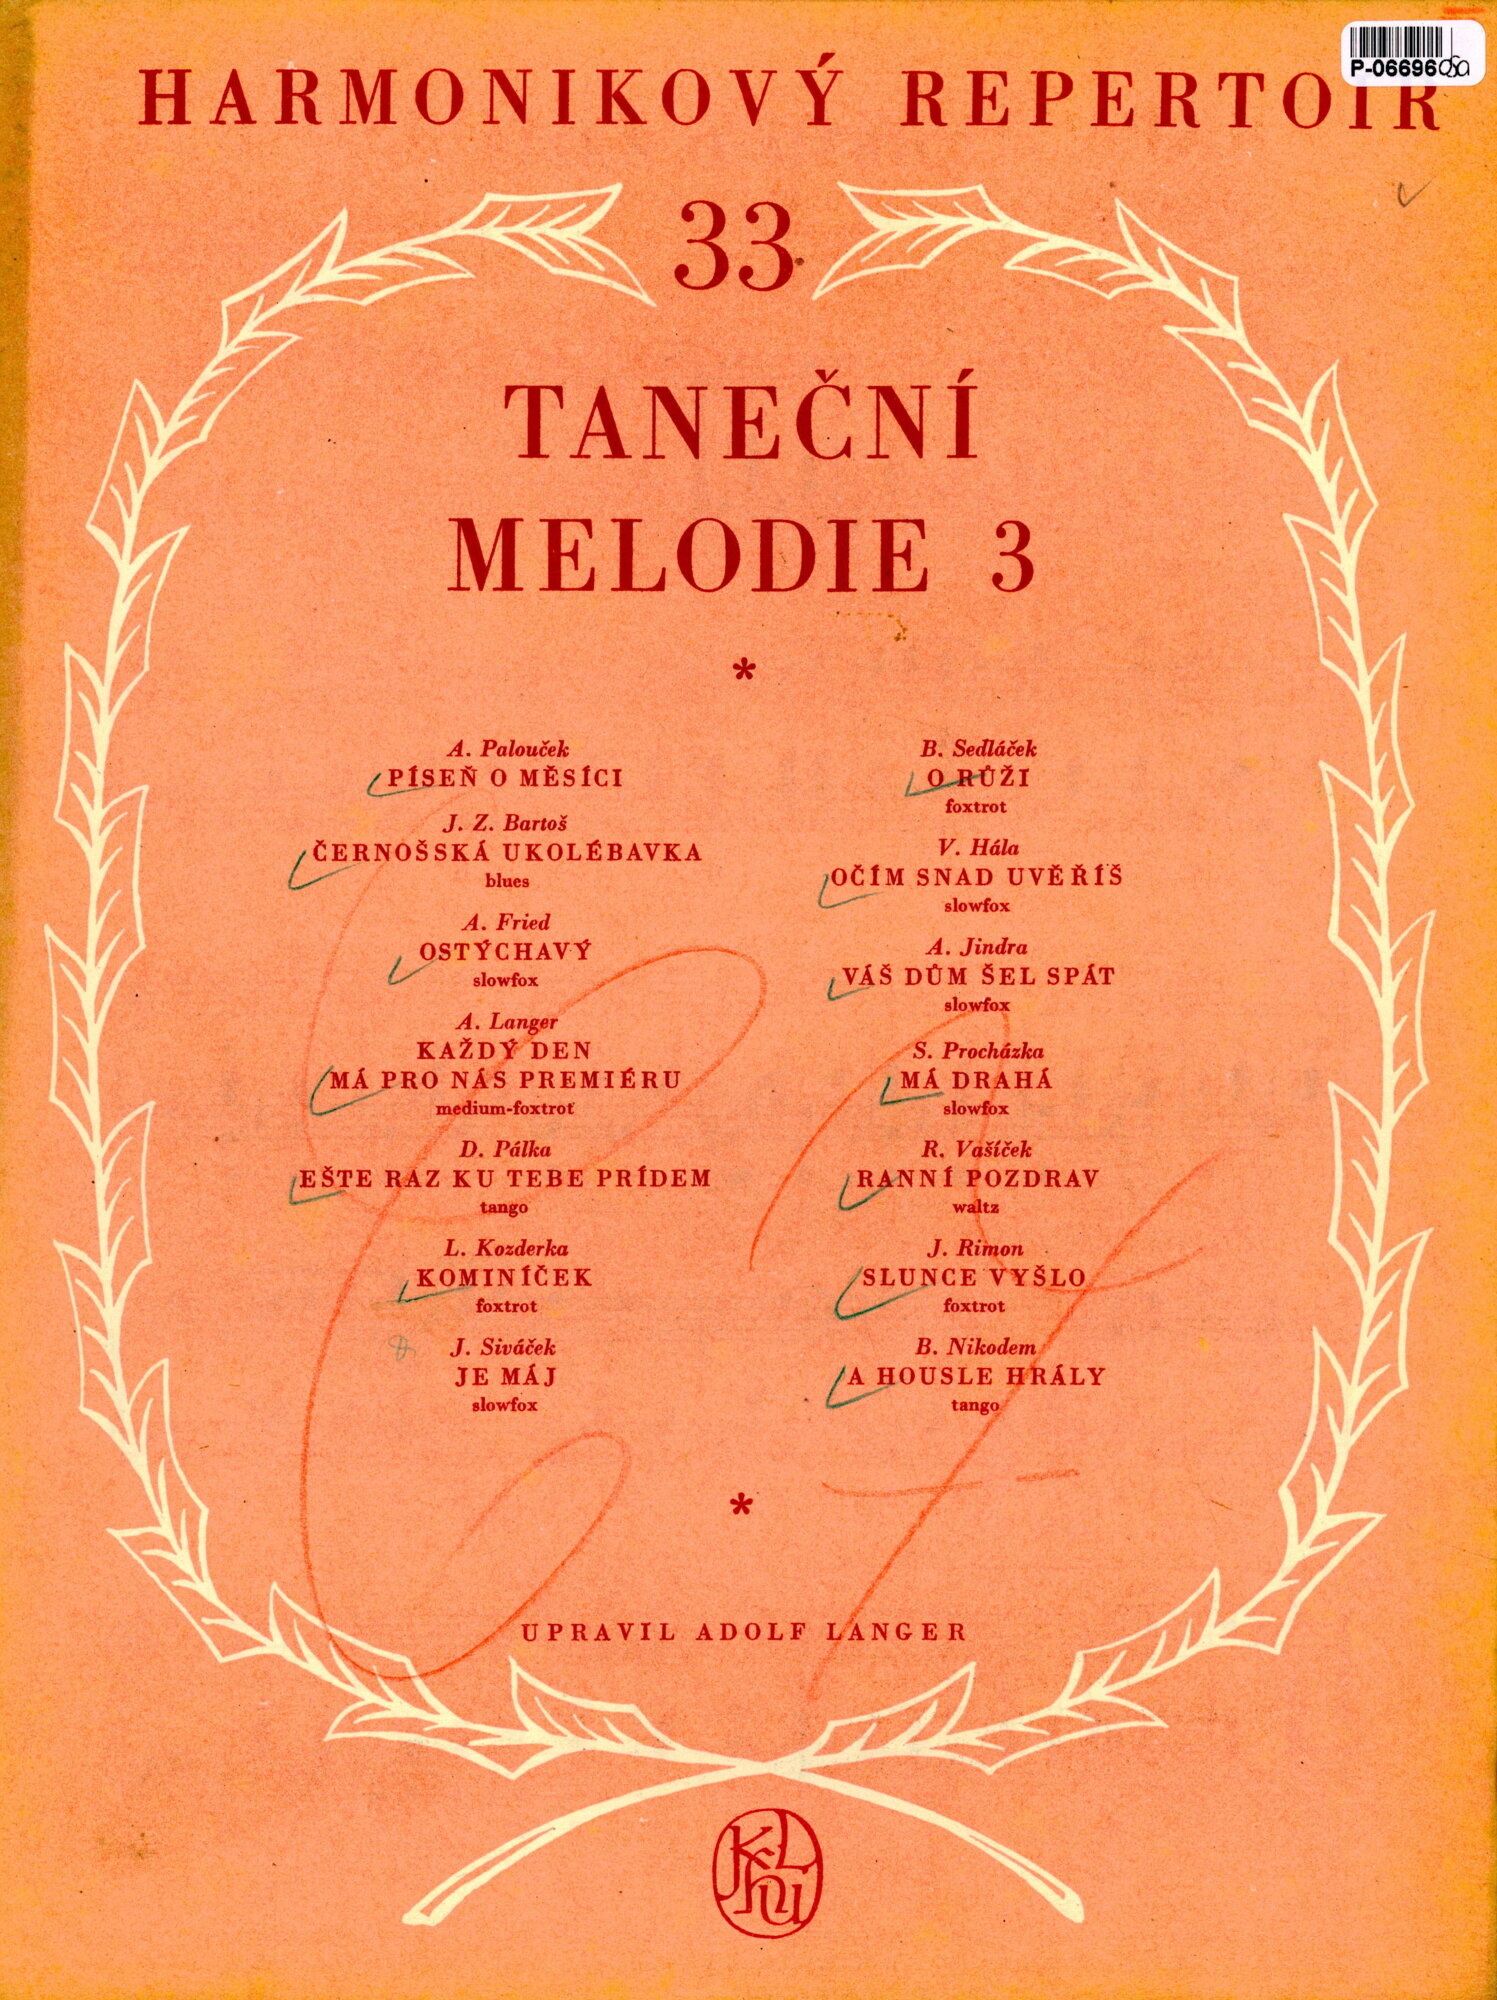 P-06696
HARMONIKOVÝ REPERTOIR
33
TANEČNÍ
MELODIE 3
*
A. Palouček
PÍSEŇ O MĚSÍCI
J. Z. Bartoš
ČERNOŠSKÁ UKOLÉBAVKA
blues
A. Fried
OSTÝCHAVÝ
slowfox
A. Langer
KAŽDÝ DEN
MÁ PRO NÁS PREMIÉRU
medium-foxtrot
D. Pálka
EŠTE RAZ KU TEBE PRÍDEM
tango
L. Kozderka
KOMINÍČEK
foxtrot
J. Siváček
JE MÁJ
slowfox
B. Sedláček
O RŮŽI
foxtrot
V. Hála
OČÍM SNAD UVĚŘÍŠ
slowfox
A. Jindra
VÁŠ DŮM ŠEL SPÁT
slowfox
S. Procházka
MÁ DRAHÁ
slowfox
R. Vašíček
RANNÍ POZDRAV
waltz
J. Rimon
SLUNCE VYŠLO
foxtrot
B. Nikodem
A HOUSLE HRÁLY
tango
*
UPRAVIL ADOLF LANGER